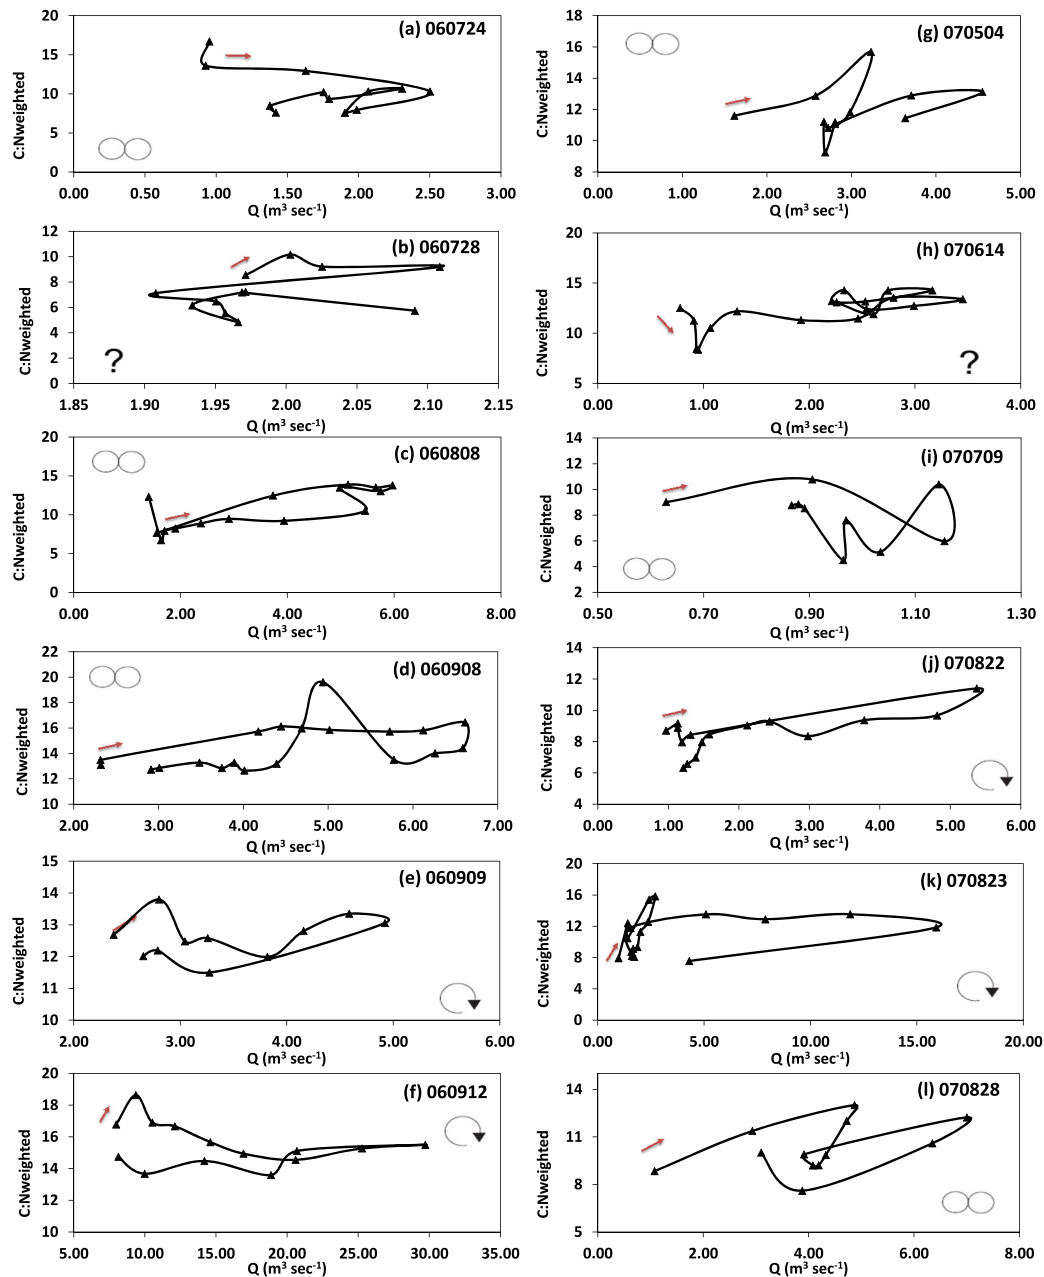 (a) 060724
C:Nweighted
20
15
10
5
0
0.00 0.50 1.00 1.50 2.00 2.50 3.00
Q (m³ sec⁻¹)
(g) 070504
C:Nweighted
18
16
14
12
10
8
0.00 1.00 2.00 3.00 4.00 5.00
Q (m³ sec⁻¹)
(b) 060728
C:Nweighted
12
10
8
6
4
2
0
?
1.85 1.90 1.95 2.00 2.05 2.10 2.15
Q (m³ sec⁻¹)
(h) 070614
C:Nweighted
20
15
10
5
?
0.00 1.00 2.00 3.00 4.00
Q (m³ sec⁻¹)
(c) 060808
C:Nweighted
20
15
10
5
0
0.00 2.00 4.00 6.00 8.00
Q (m³ sec⁻¹)
(i) 070709
C:Nweighted
14
12
10
8
6
4
2
0.50 0.70 0.90 1.10 1.30
Q (m³ sec⁻¹)
(d) 060908
C:Nweighted
22
20
18
16
14
12
10
2.00 3.00 4.00 5.00 6.00 7.00
Q (m³ sec⁻¹)
(j) 070822
C:Nweighted
14
12
10
8
6
4
0.00 1.00 2.00 3.00 4.00 5.00 6.00
Q (m³ sec⁻¹)
(e) 060909
C:Nweighted
15
14
13
12
11
10
2.00 3.00 4.00 5.00 6.00
Q (m³ sec⁻¹)
(k) 070823
C:Nweighted
20
16
12
8
4
0
0.00 5.00 10.00 15.00 20.00
Q (m³ sec⁻¹)
(f) 060912
C:Nweighted
20
18
16
14
12
10
5.00 10.00 15.00 20.00 25.00 30.00 35.00
Q (m³ sec⁻¹)
(l) 070828
C:Nweighted
14
11
8
5
0.00 2.00 4.00 6.00 8.00
Q (m³ sec⁻¹)